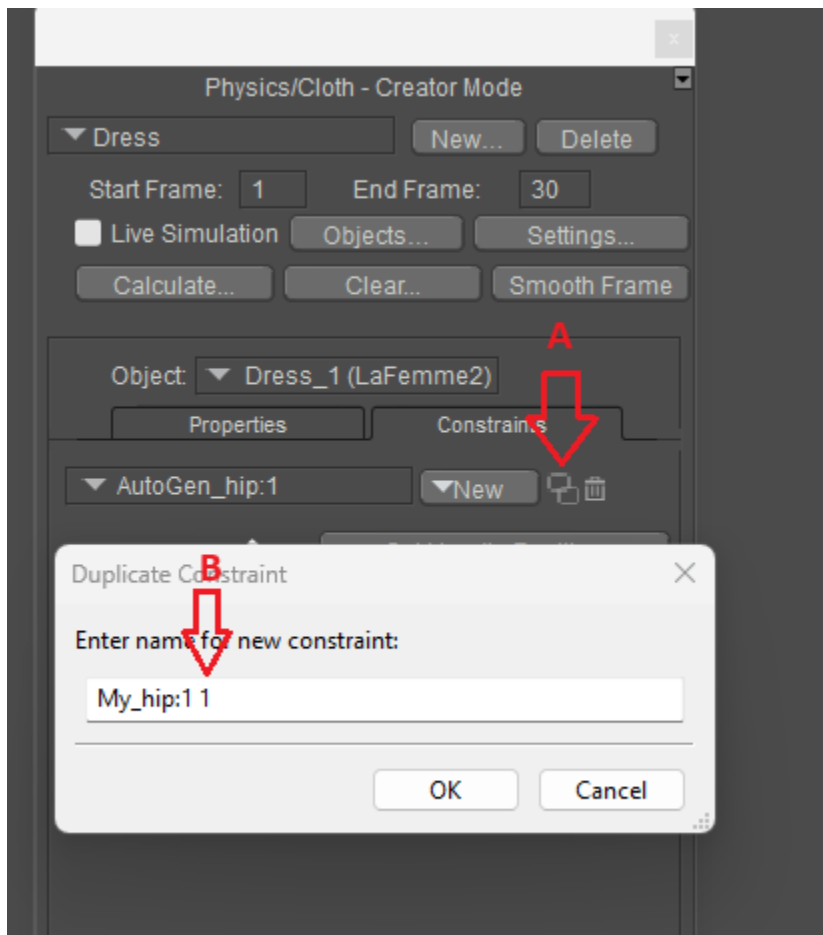 x
Physics/Cloth - Creator Mode
Dress New... Delete
Start Frame: 1 End Frame: 30
Live Simulation Objects... Settings...
Calculate... Clear... Smooth Frame
A
Object: Dress_1 (LaFemme2)
Properties Constraints
AutoGen_hip:1 New
B
Duplicate Constraint
Enter name for new constraint:
My_hip:1 1
OK Cancel